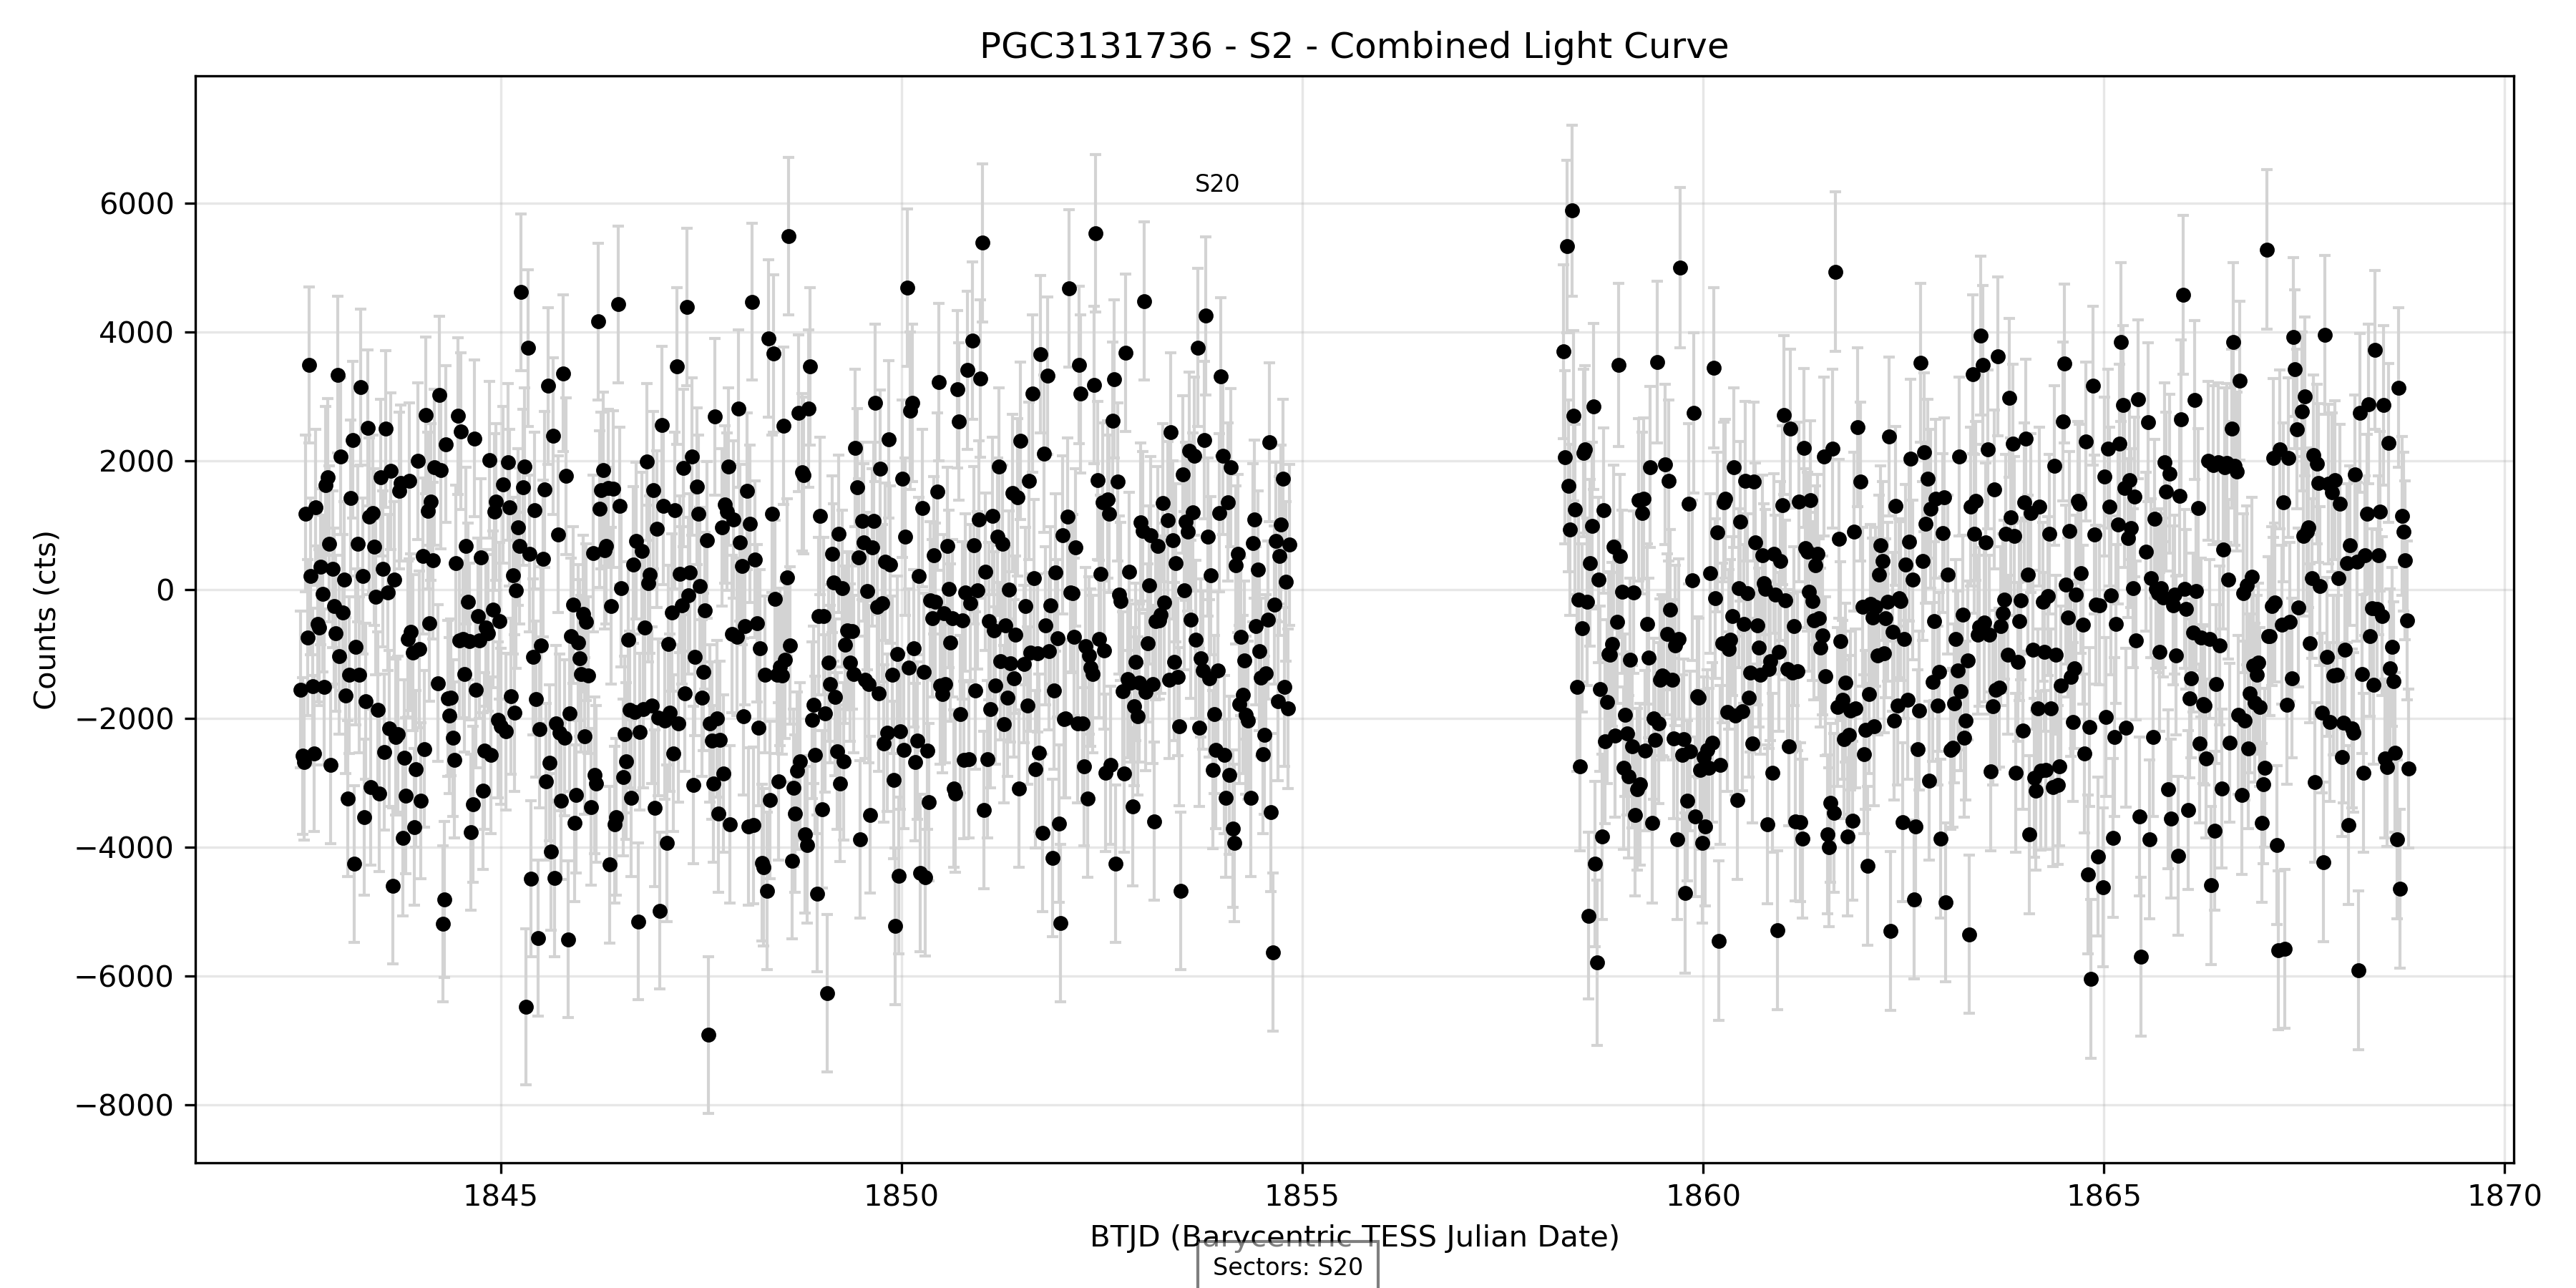 PGC3131736 - S2 - Combined Light Curve
S20
6000
4000
2000
0
−2000
−4000
−6000
−8000
Counts (cts)
1845
1850
1855
1860
1865
1870
BTJD (Barycentric TESS Julian Date)
Sectors: S20